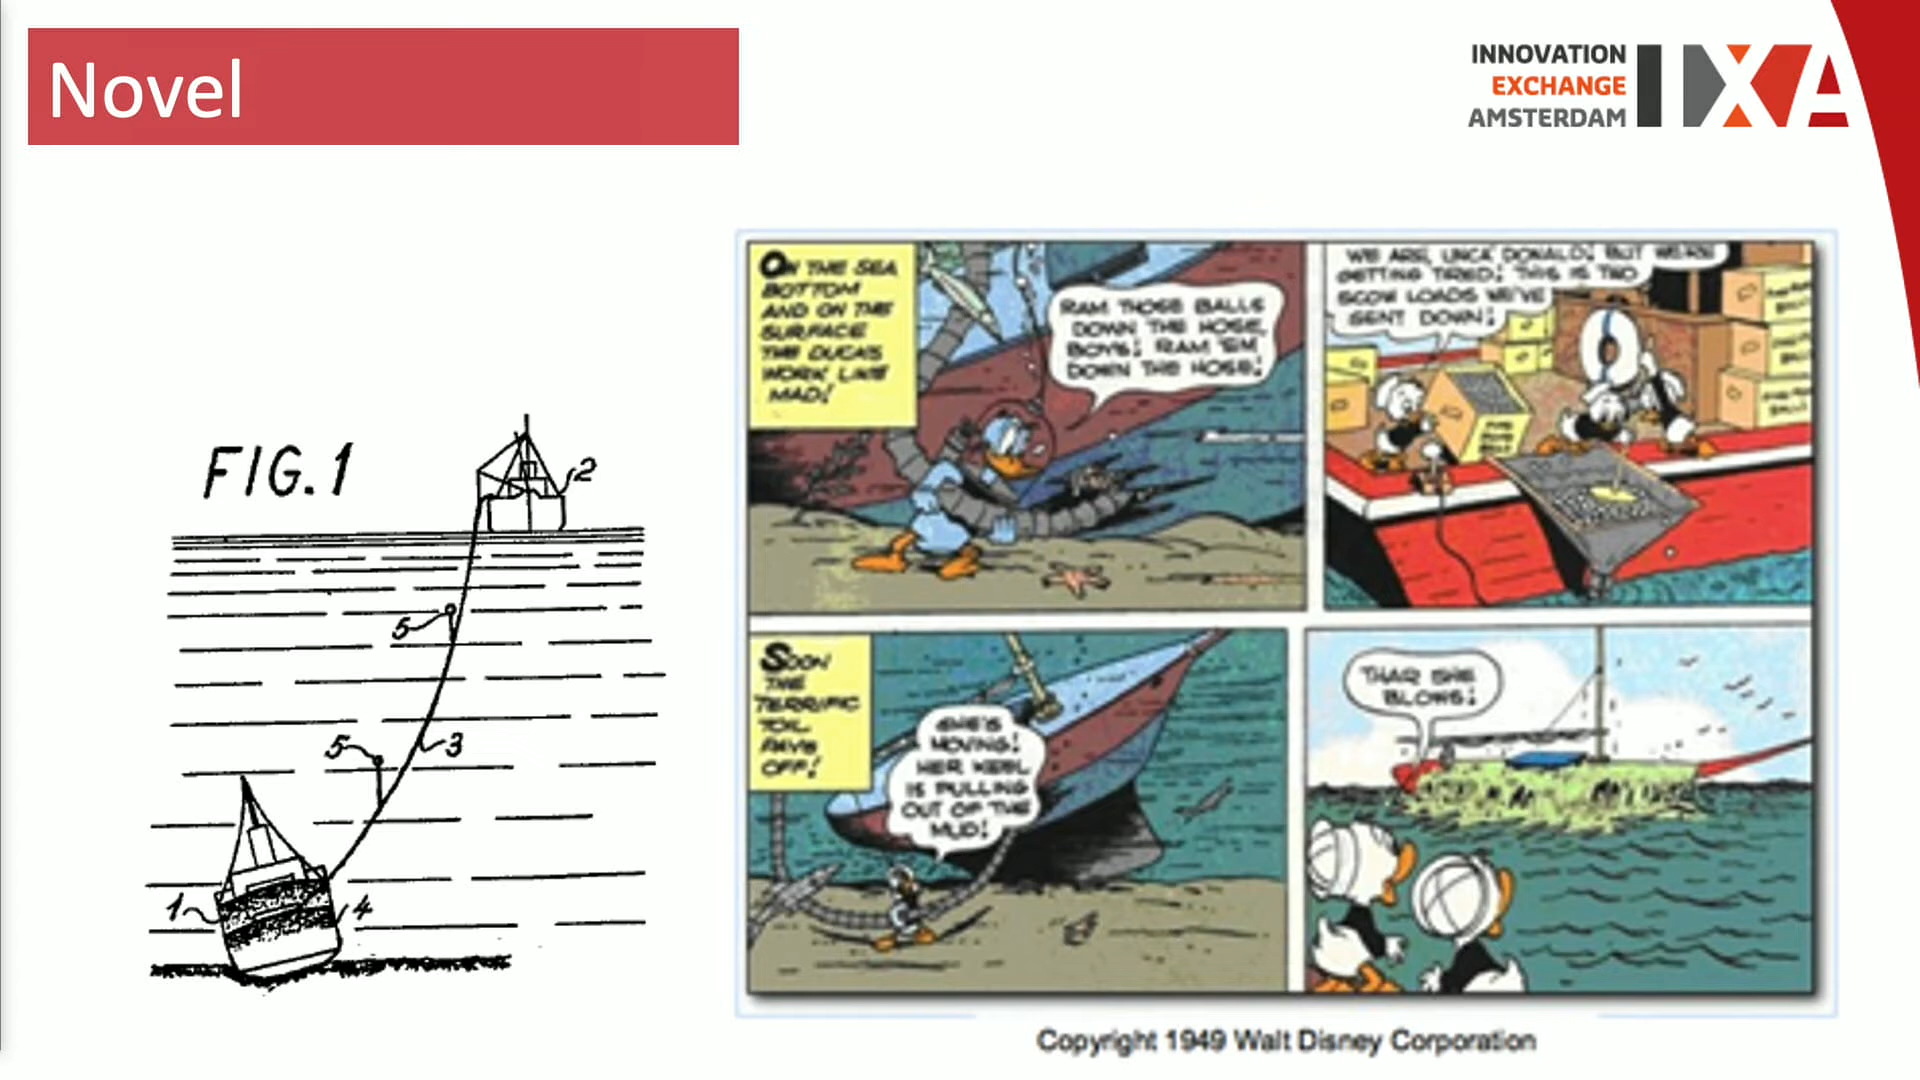 Novel
INNOVATION
EXCHANGE
AMSTERDAM
IXA
FIG.1
2
5
5
3
1
4
ON THE SEA
BOTTOM
AND ON THE
SURFACE
THE DUCKS
WORK LIKE
MAD!
RAM THOSE BALLS
DOWN THE HOSE,
BOYS! RAM 'EM
DOWN THE HOSE!
WE ARE, UNCA DONALD! BUT WE'RE
GETTING TIRED! THIS IS TWO
SCOW LOADS WE'VE
SENT DOWN!
SOON
THE
TERRIFIC
TOIL
PAYS
OFF!
SHE'S
MOVING!
HER KEEL
IS PULLING
OUT OF THE
MUD!
THAR SHE
BLOWS!
Copyright 1949 Walt Disney Corporation